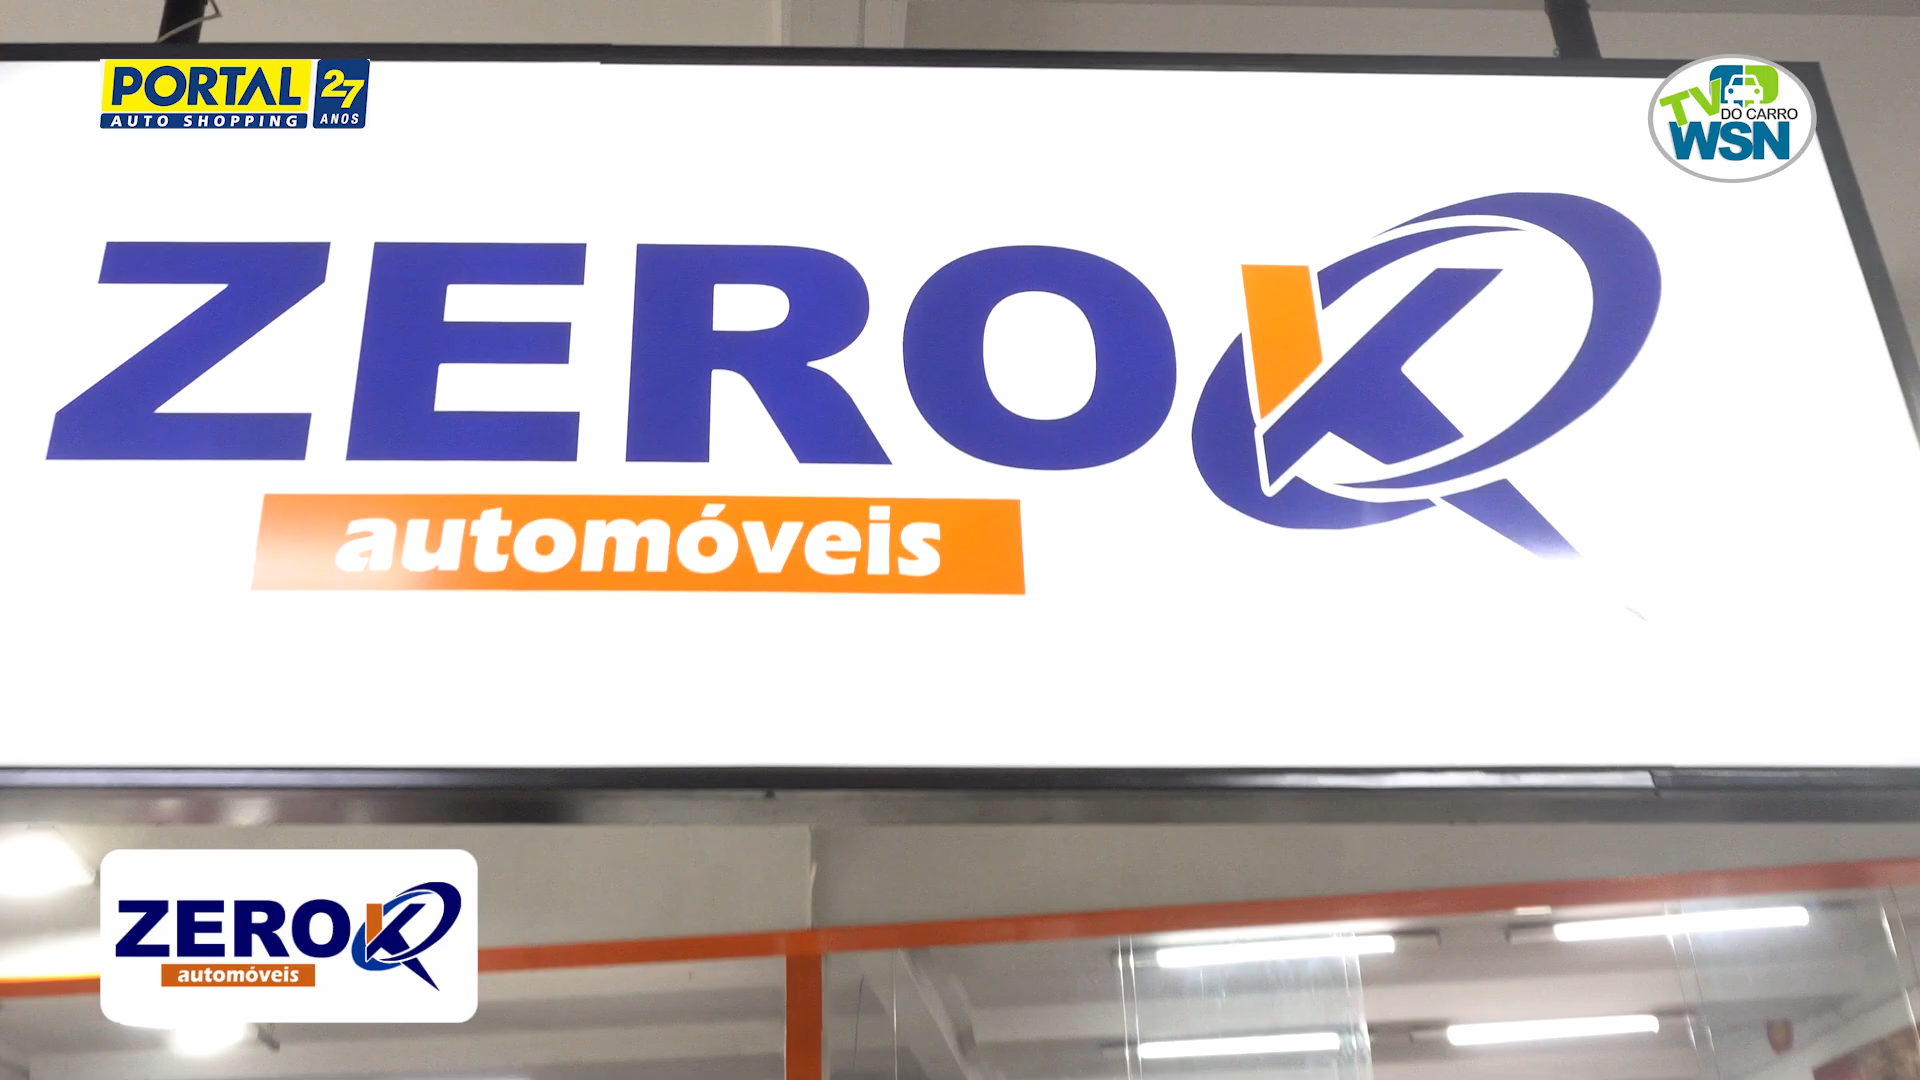 PORTAL 27
AUTO SHOPPING ANOS
TV DO CARRO
WSN
ZERO K
automóveis
ZERO K
automóveis